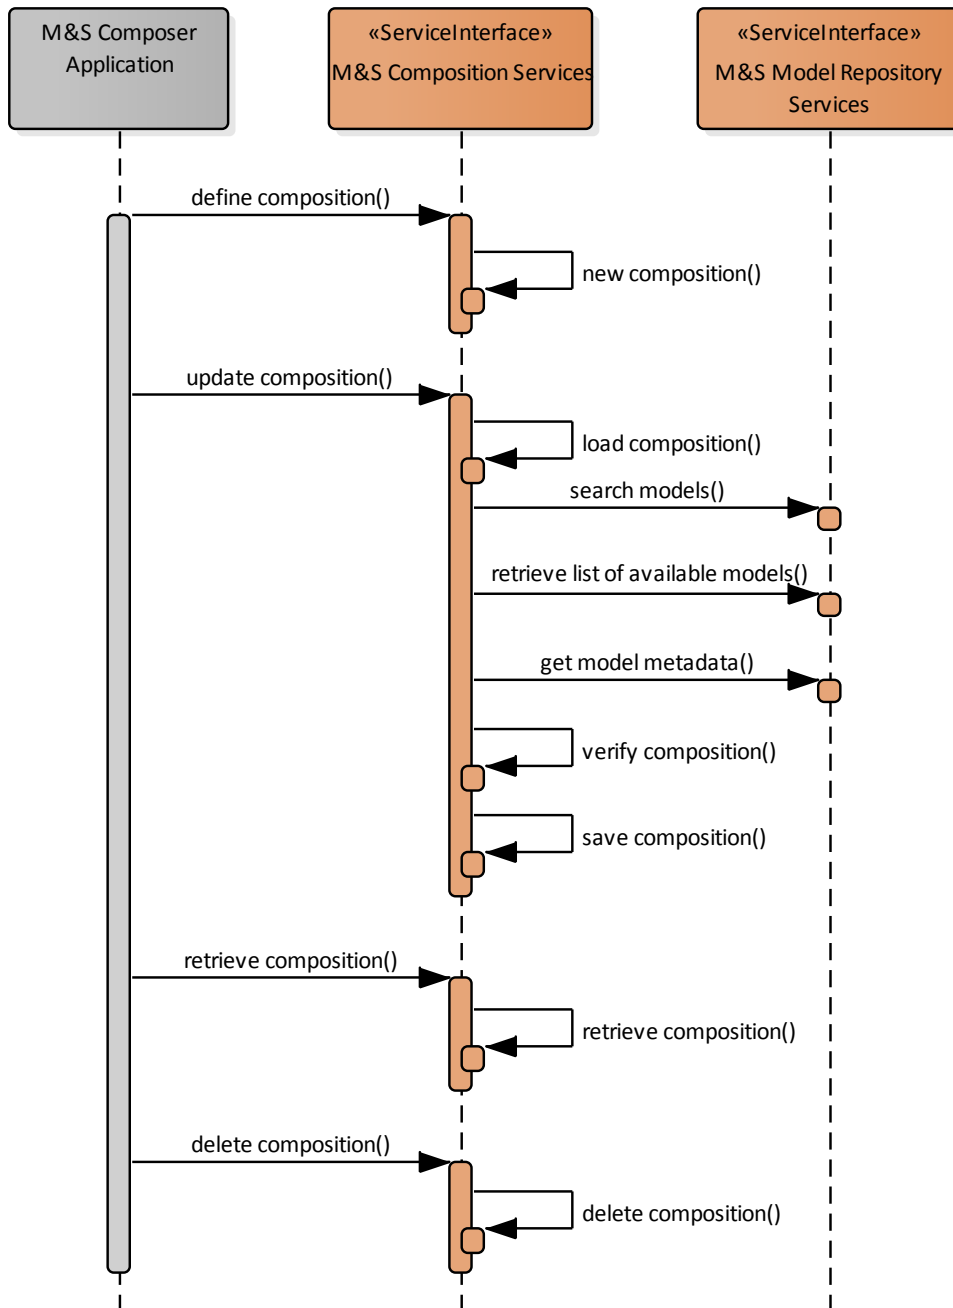 M&S Composer
Application
«ServiceInterface»
M&S Composition Services
«ServiceInterface»
M&S Model Repository
Services
define composition()
new composition()
update composition()
load composition()
search models()
retrieve list of available models()
get model metadata()
verify composition()
save composition()
retrieve composition()
retrieve composition()
delete composition()
delete composition()